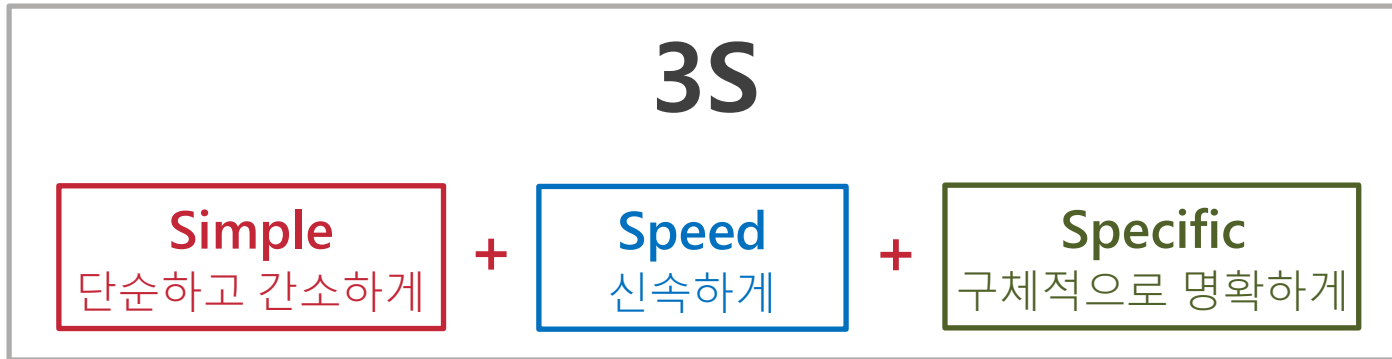 3S
Simple
단순하고 간소하게
+
Speed
신속하게
+
Specific
구체적으로 명확하게